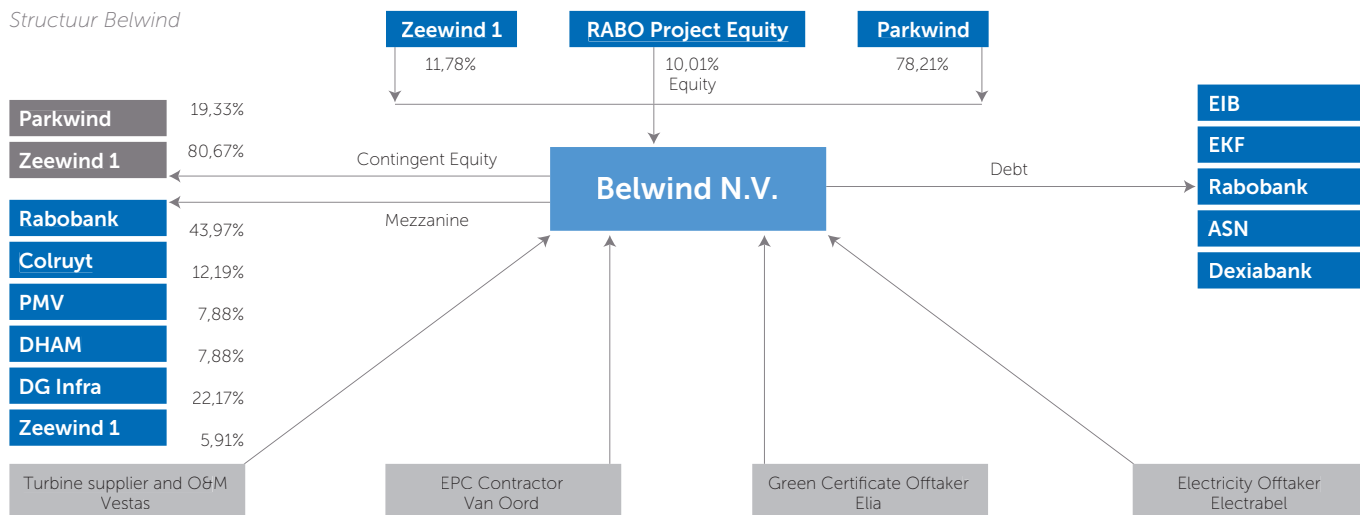 Structuur Belwind
Zeewind 1
RABO Project Equity
Parkwind
11,78%
10,01%
Equity
78,21%
Parkwind
19,33%
Zeewind 1
80,67%
Contingent Equity
Mezzanine
Belwind N.V.
Debt
EIB
EKF
Rabobank
ASN
Dexiabank
Rabobank
43,97%
Colruyt
12,19%
PMV
7,88%
DHAM
7,88%
DG Infra
22,17%
Zeewind 1
5,91%
Turbine supplier and O&M
Vestas
EPC Contractor
Van Oord
Green Certificate Offtaker
Elia
Electricity Offtaker
Electrabel